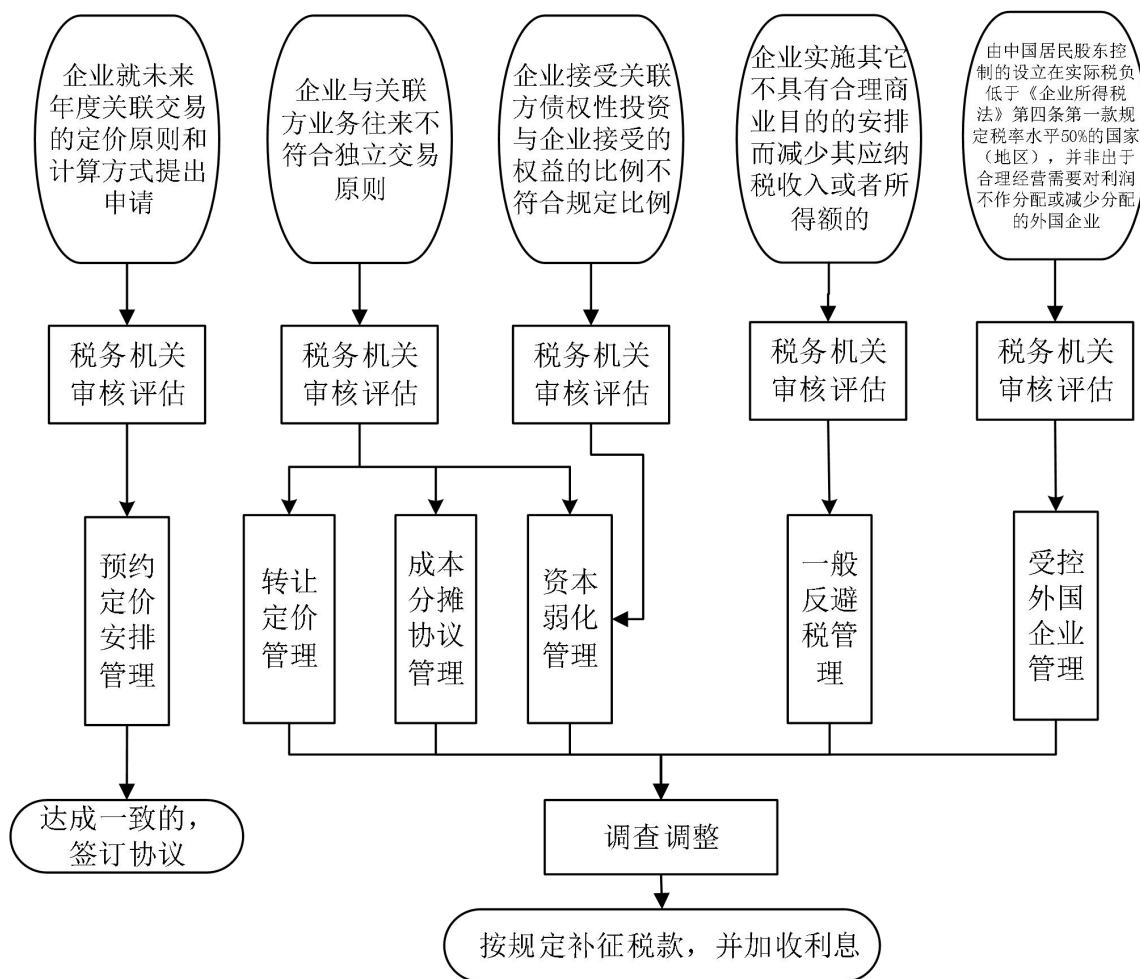 企业就未来
年度关联交易
的定价原则和
计算方式提出
申请
企业与关联
方业务往来不
符合独立交易
原则
企业接受关联
方债权性投资
与企业接受的
权益的比例不
符合规定比例
企业实施其它
不具有合理商
业目的的安排
而减少其应纳
税收入或者所
得额的
由中国居民股东控
制的设立在实际税负
低于《企业所得税
法》第四条第一款规
定税率水平50%的国家
（地区），并非出于
合理经营需要对利润
不作分配或减少分配
的外国企业
税务机关
审核评估
税务机关
审核评估
税务机关
审核评估
税务机关
审核评估
税务机关
审核评估
预约
定价
安排
管理
转让
定价
管理
成本
分摊
协议
管理
资本
弱化
管理
一般
反避
税管
理
受控
外国
企业
管理
达成一致的，
签订协议
调查调整
按规定补征税款，并加收利息